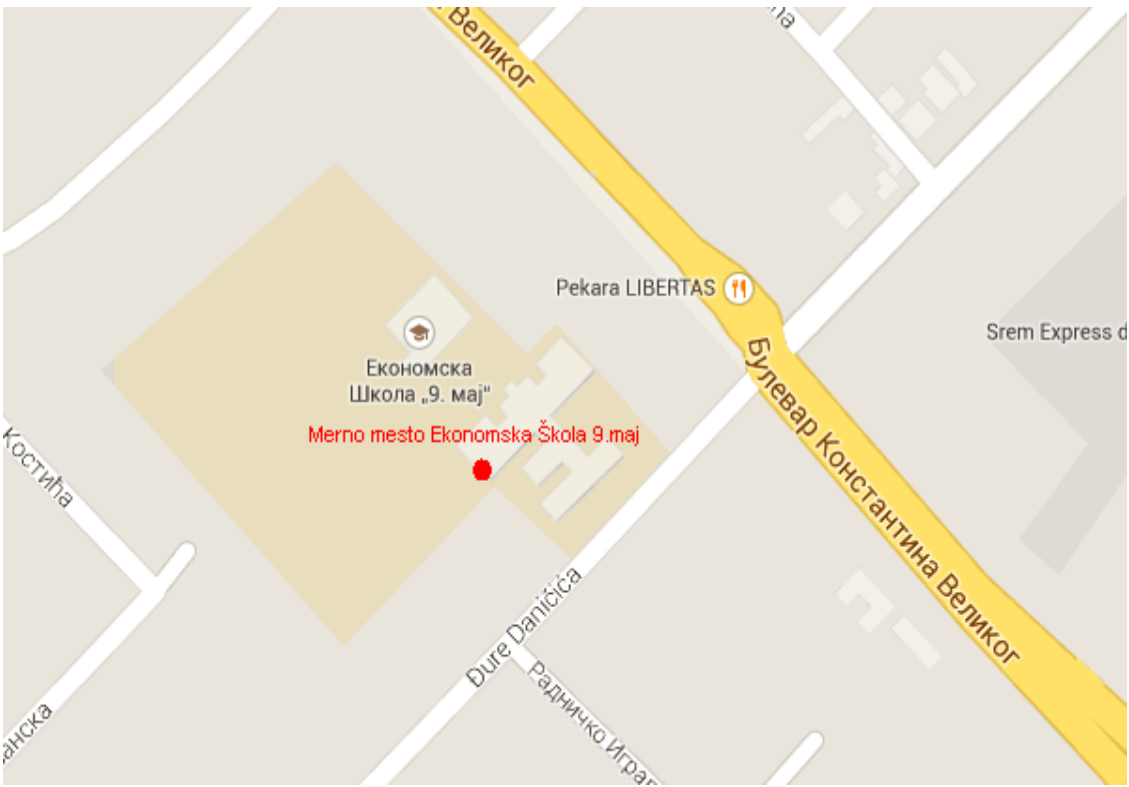 Великог
Pekara LIBERTAS
Srem Express d
Економска
Школа „9. мај"
Merno mesto Ekonomska Škola 9.maj
Булевар Константина Великог
Костића
Đure Daničića
Радничко Играл
анска